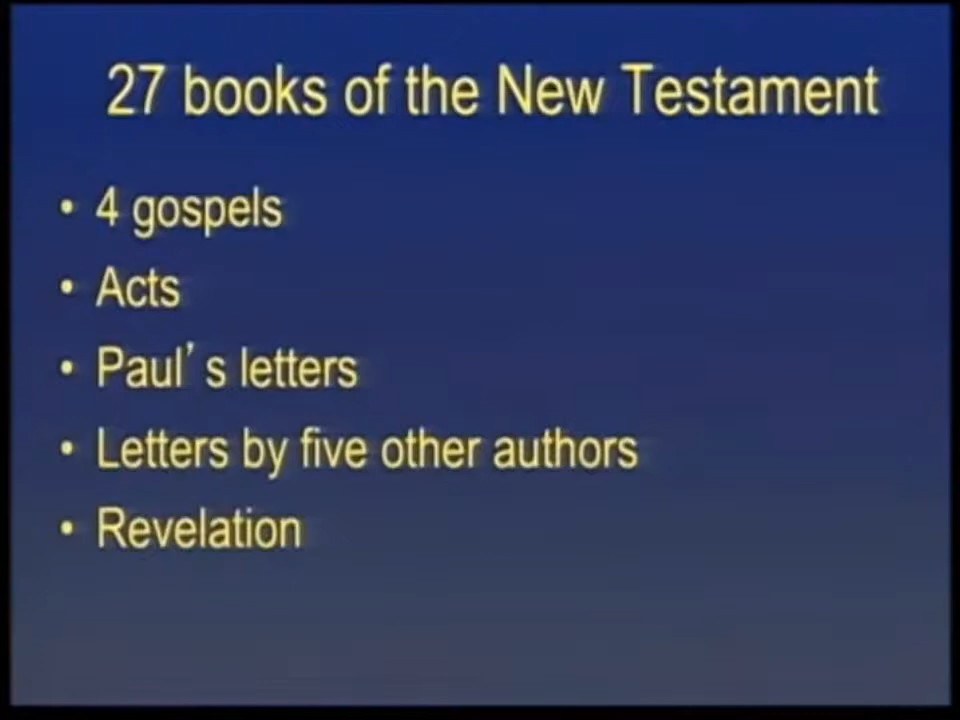 27 books of the New Testament
• 4 gospels
• Acts
• Paul’s letters
• Letters by five other authors
• Revelation